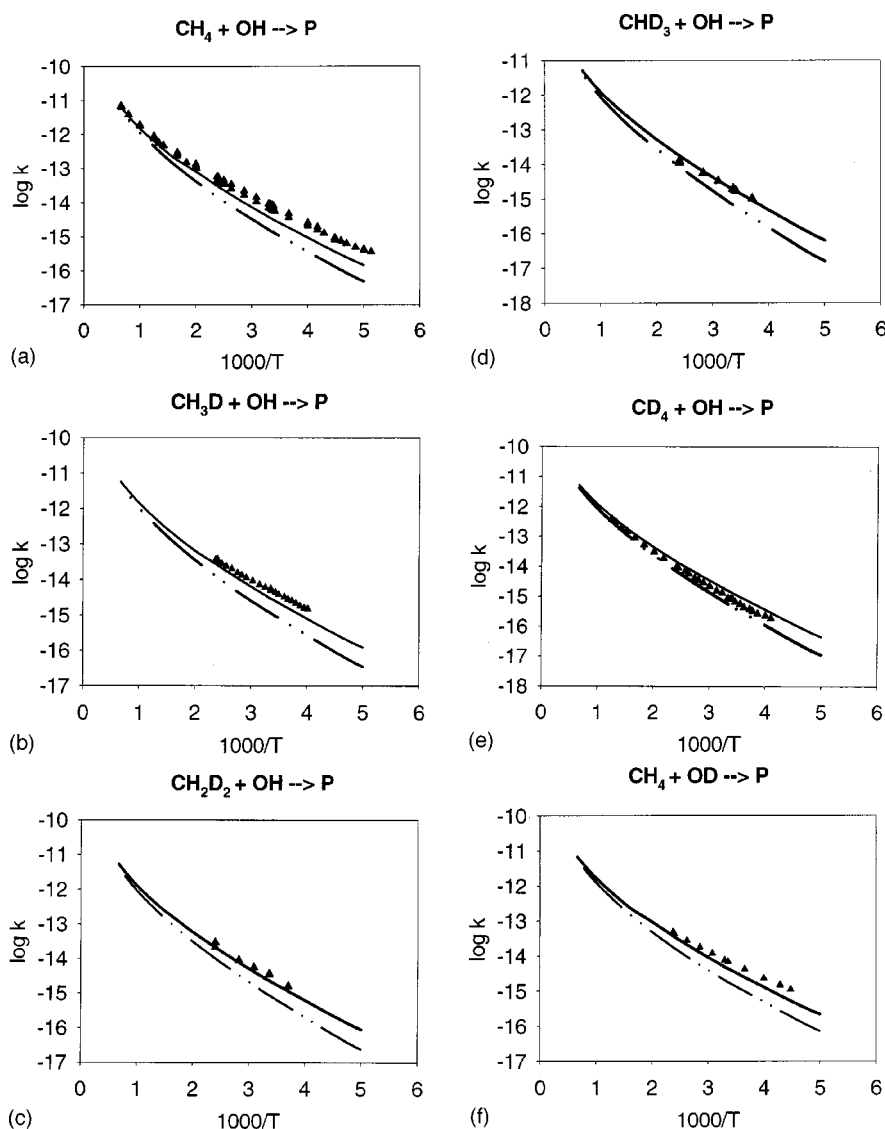 CH4 + OH --> P
-10
-11
-12
-13
-14
-15
-16
-17
log k
0 1 2 3 4 5 6
1000/T
(a)
CH3D + OH --> P
-10
-11
-12
-13
-14
-15
-16
-17
log k
0 1 2 3 4 5 6
1000/T
(b)
CH2D2 + OH --> P
-10
-11
-12
-13
-14
-15
-16
-17
log k
0 1 2 3 4 5 6
1000/T
(c)
CHD3 + OH --> P
-11
-12
-13
-14
-15
-16
-17
-18
log k
0 1 2 3 4 5 6
1000/T
(d)
CD4 + OH --> P
-10
-11
-12
-13
-14
-15
-16
-17
-18
log k
0 1 2 3 4 5 6
1000/T
(e)
CH4 + OD --> P
-10
-11
-12
-13
-14
-15
-16
-17
log k
0 1 2 3 4 5 6
1000/T
(f)